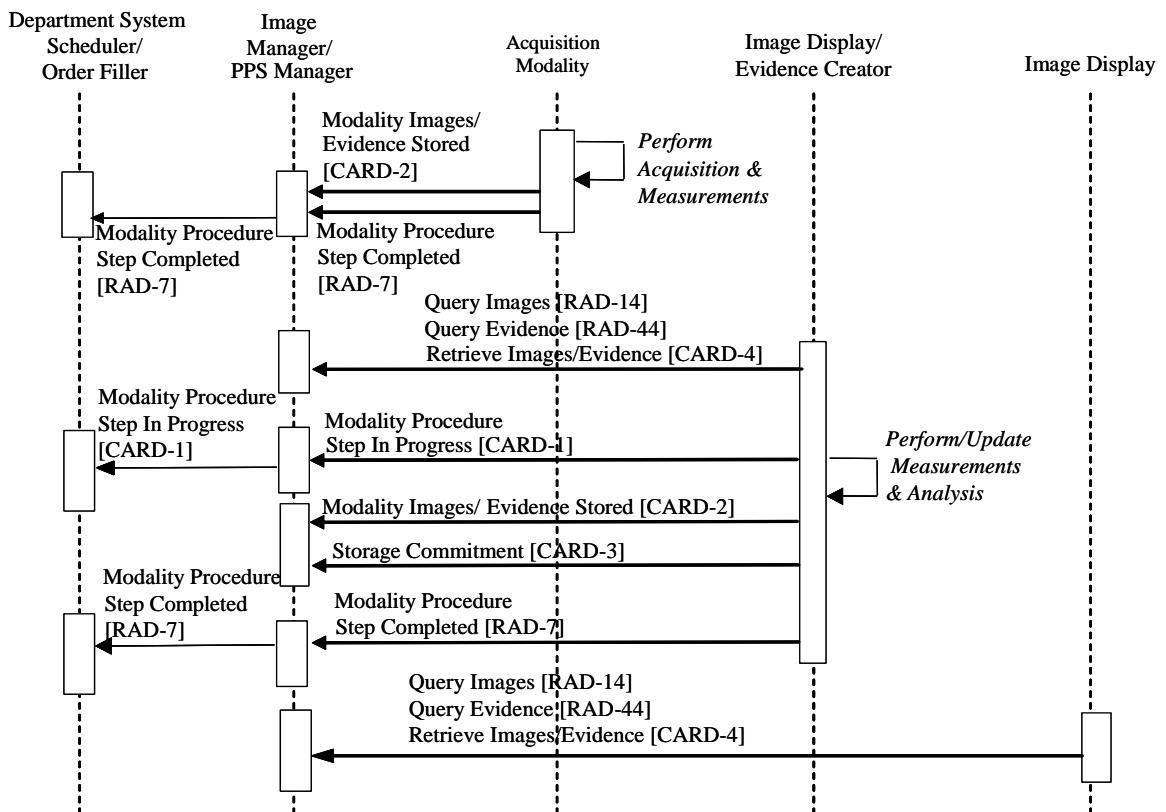 Department System
Scheduler/
Order Filler
Image
Manager/
PPS Manager
Acquisition
Modality
Image Display/
Evidence Creator
Image Display
Modality Images/
Evidence Stored
[CARD-2]
Perform
Acquisition &
Measurements
Modality Procedure
Step Completed
[RAD-7]
Modality Procedure
Step Completed
[RAD-7]
Query Images [RAD-14]
Query Evidence [RAD-44]
Retrieve Images/Evidence [CARD-4]
Modality Procedure
Step In Progress
[CARD-1]
Modality Procedure
Step In Progress [CARD-1]
Perform/Update
Measurements
& Analysis
Modality Images/ Evidence Stored [CARD-2]
Storage Commitment [CARD-3]
Modality Procedure
Step Completed
[RAD-7]
Modality Procedure
Step Completed [RAD-7]
Query Images [RAD-14]
Query Evidence [RAD-44]
Retrieve Images/Evidence [CARD-4]